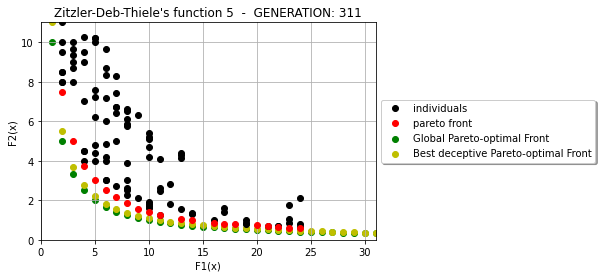 Zitzler-Deb-Thiele's function 5 - GENERATION: 311
F2(x)
10
8
6
4
2
0
0 5 10 15 20 25 30
F1(x)
individuals
pareto front
Global Pareto-optimal Front
Best deceptive Pareto-optimal Front